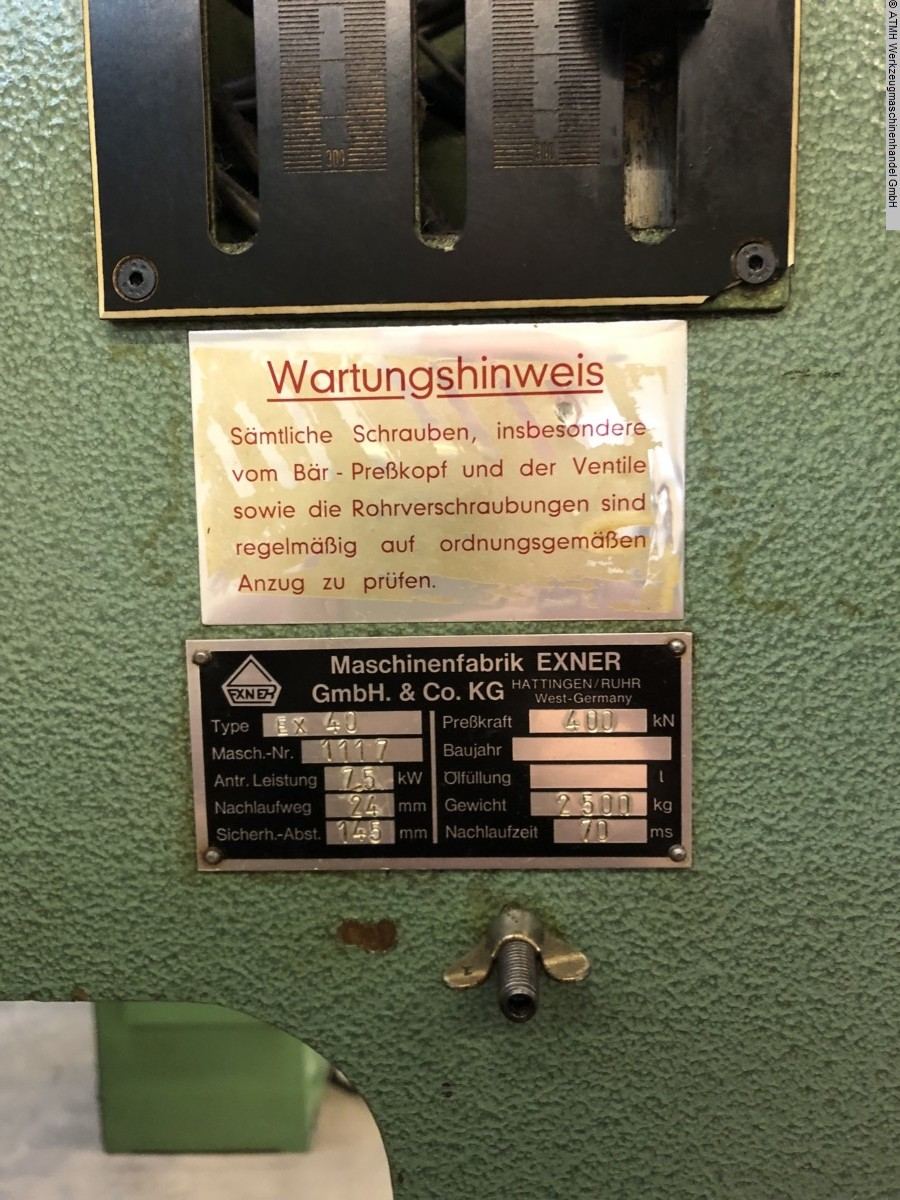 © ATMH Werkzeugmaschinenhandel GmbH
300
Wartungshinweis
Sämtliche Schrauben, insbesondere
vom Bär - Preßkopf und der Ventile
sowie die Rohrverschraubungen sind
regelmäßig auf ordnungsgemäßen
Anzug zu prüfen.
EXNER
Maschinenfabrik EXNER
GmbH. & Co. KG HATTINGEN/RUHR
West-Germany
Type EX 40
Masch.-Nr. 1117
Antr. Leistung 7,5 kW
Nachlaufweg 24 mm
Sicherh.-Abst. 145 mm
Preßkraft 400 kN
Baujahr
Ölfüllung l
Gewicht 2500 kg
Nachlaufzeit 70 ms